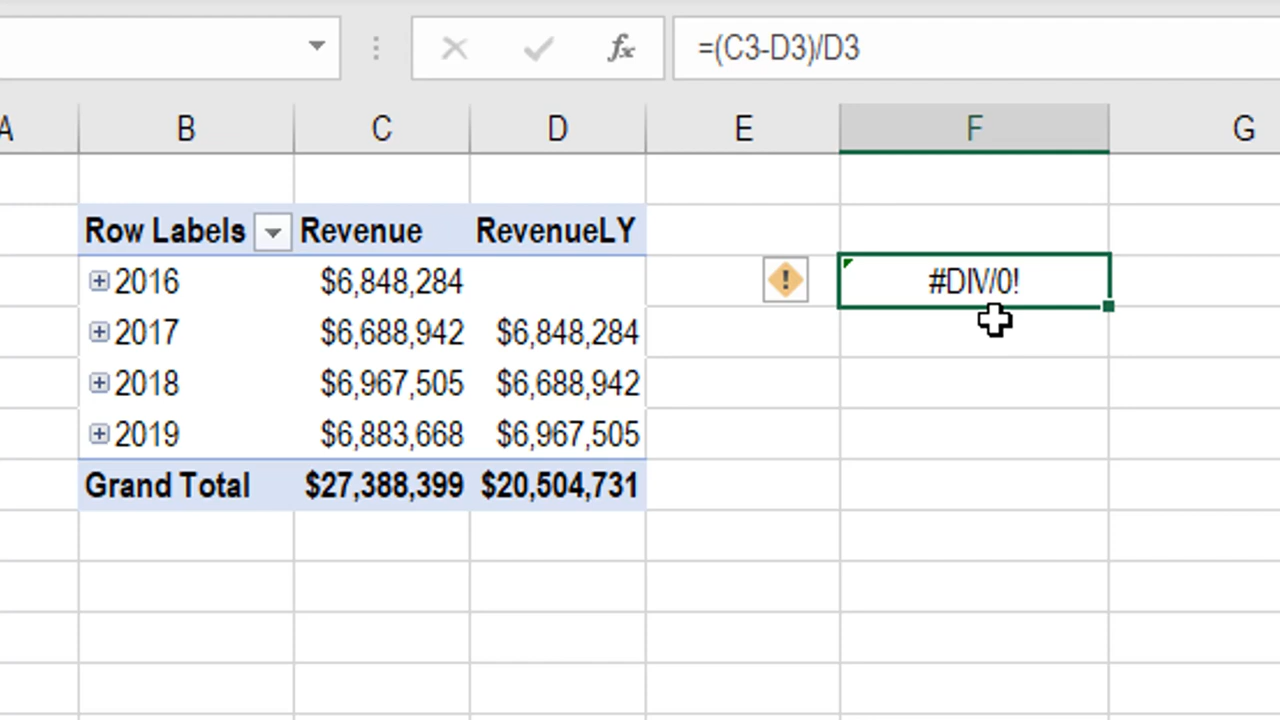 fx =(C3-D3)/D3
A B C D E F G
Row Labels Revenue RevenueLY
2016 $6,848,284 #DIV/0!
2017 $6,688,942 $6,848,284
2018 $6,967,505 $6,688,942
2019 $6,883,668 $6,967,505
Grand Total $27,388,399 $20,504,731